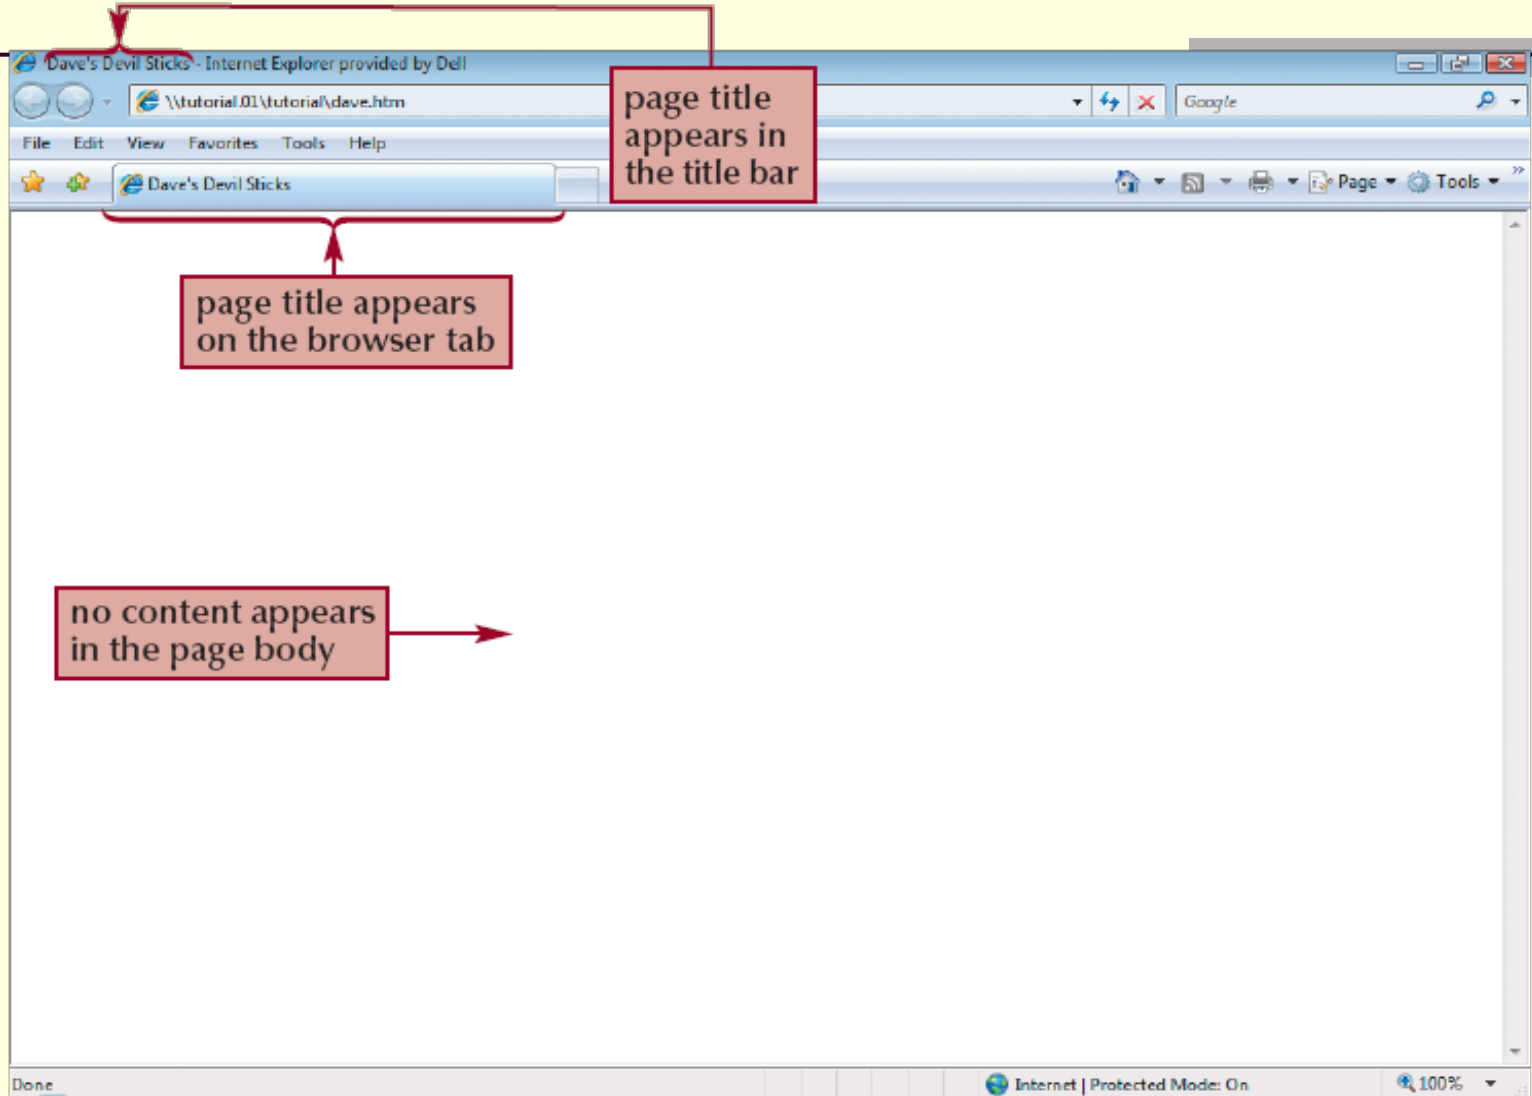 Dave's Devil Sticks - Internet Explorer provided by Dell
\\tutorial.01\tutorial\dave.htm
Google
page title
appears in
the title bar
File Edit View Favorites Tools Help
Dave's Devil Sticks
Page Tools
page title appears
on the browser tab
no content appears
in the page body
Done
Internet | Protected Mode: On
100%